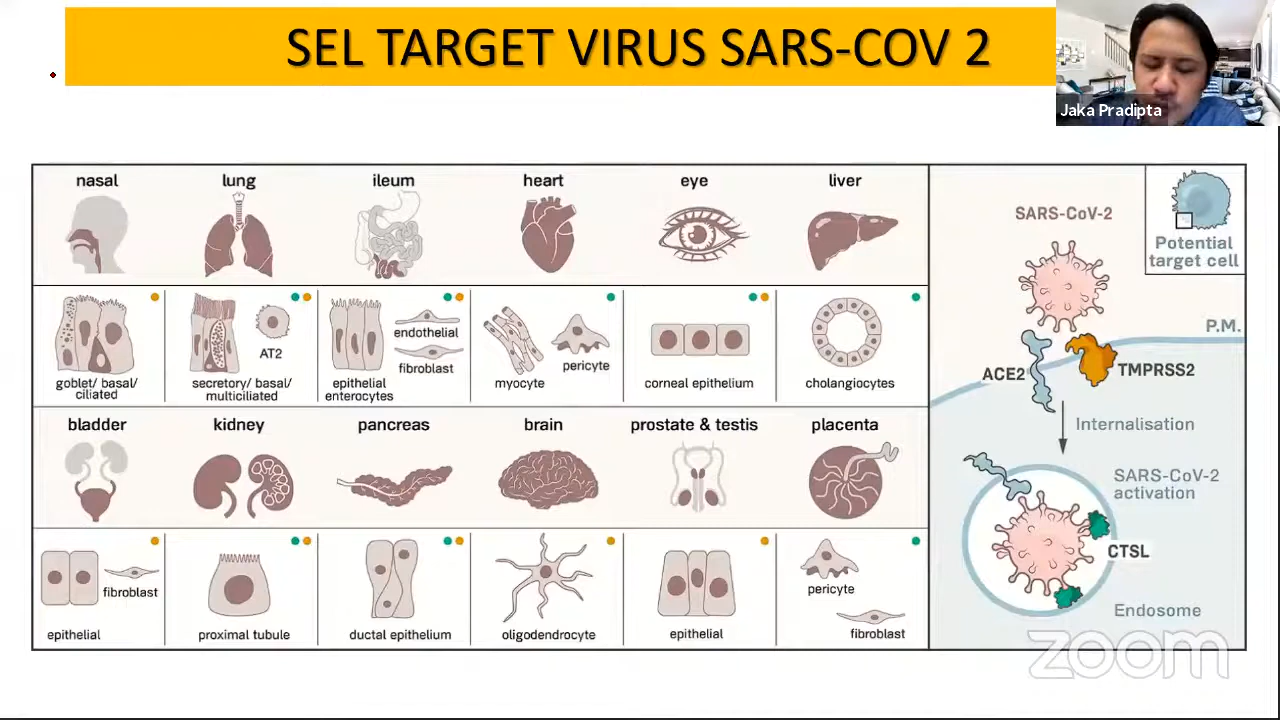 SEL TARGET VIRUS SARS-COV 2
Jaka Pradipta
nasal
lung
ileum
heart
eye
liver
goblet/ basal/
ciliated
AT2
secretory/ basal/
multiciliated
endothelial
fibroblast
epithelial
enterocytes
myocyte
pericyte
corneal epithelium
cholangiocytes
bladder
kidney
pancreas
brain
prostate & testis
placenta
fibroblast
epithelial
proximal tubule
ductal epithelium
oligodendrocyte
epithelial
pericyte
fibroblast
SARS-CoV-2
Potential
target cell
P.M.
ACE2
TMPRSS2
Internalisation
SARS-CoV-2
activation
CTSL
Endosome
zoom